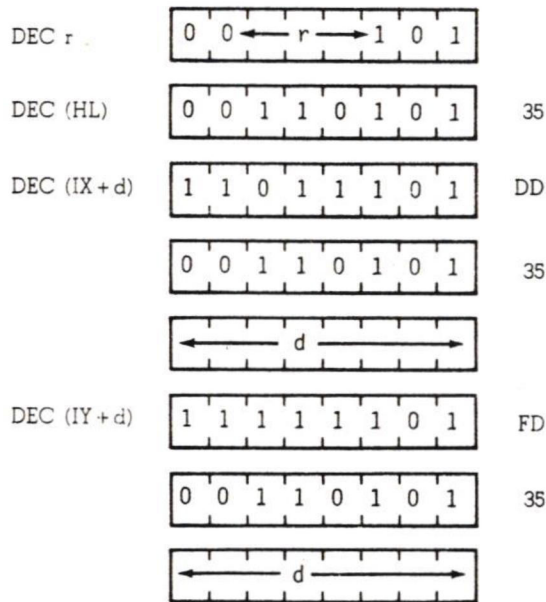 DEC r 0 0 r 1 0 1
DEC (HL) 0 0 1 1 0 1 0 1 35
DEC (IX + d) 1 1 0 1 1 1 0 1 DD
0 0 1 1 0 1 0 1 35
d
DEC (IY + d) 1 1 1 1 1 1 0 1 FD
0 0 1 1 0 1 0 1 35
d